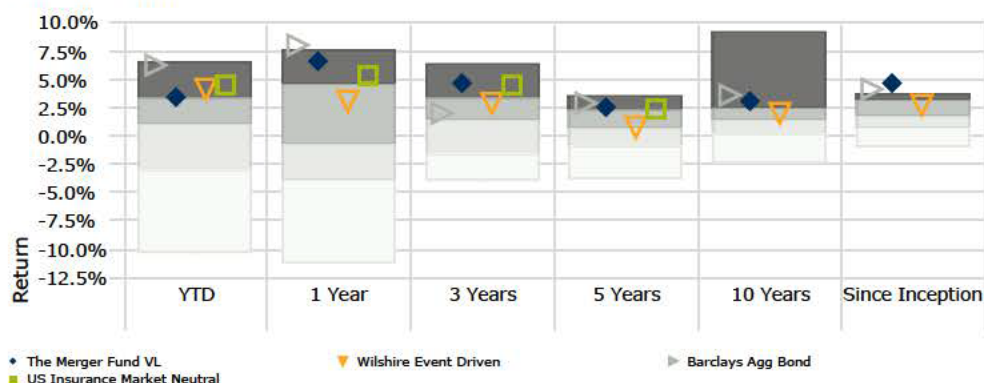 10.0%
7.5%
5.0%
2.5%
0.0%
-2.5%
-5.0%
-7.5%
-10.0%
-12.5%
Return
YTD 1 Year 3 Years 5 Years 10 Years Since Inception
The Merger Fund VL Wilshire Event Driven Barclays Agg Bond
US Insurance Market Neutral